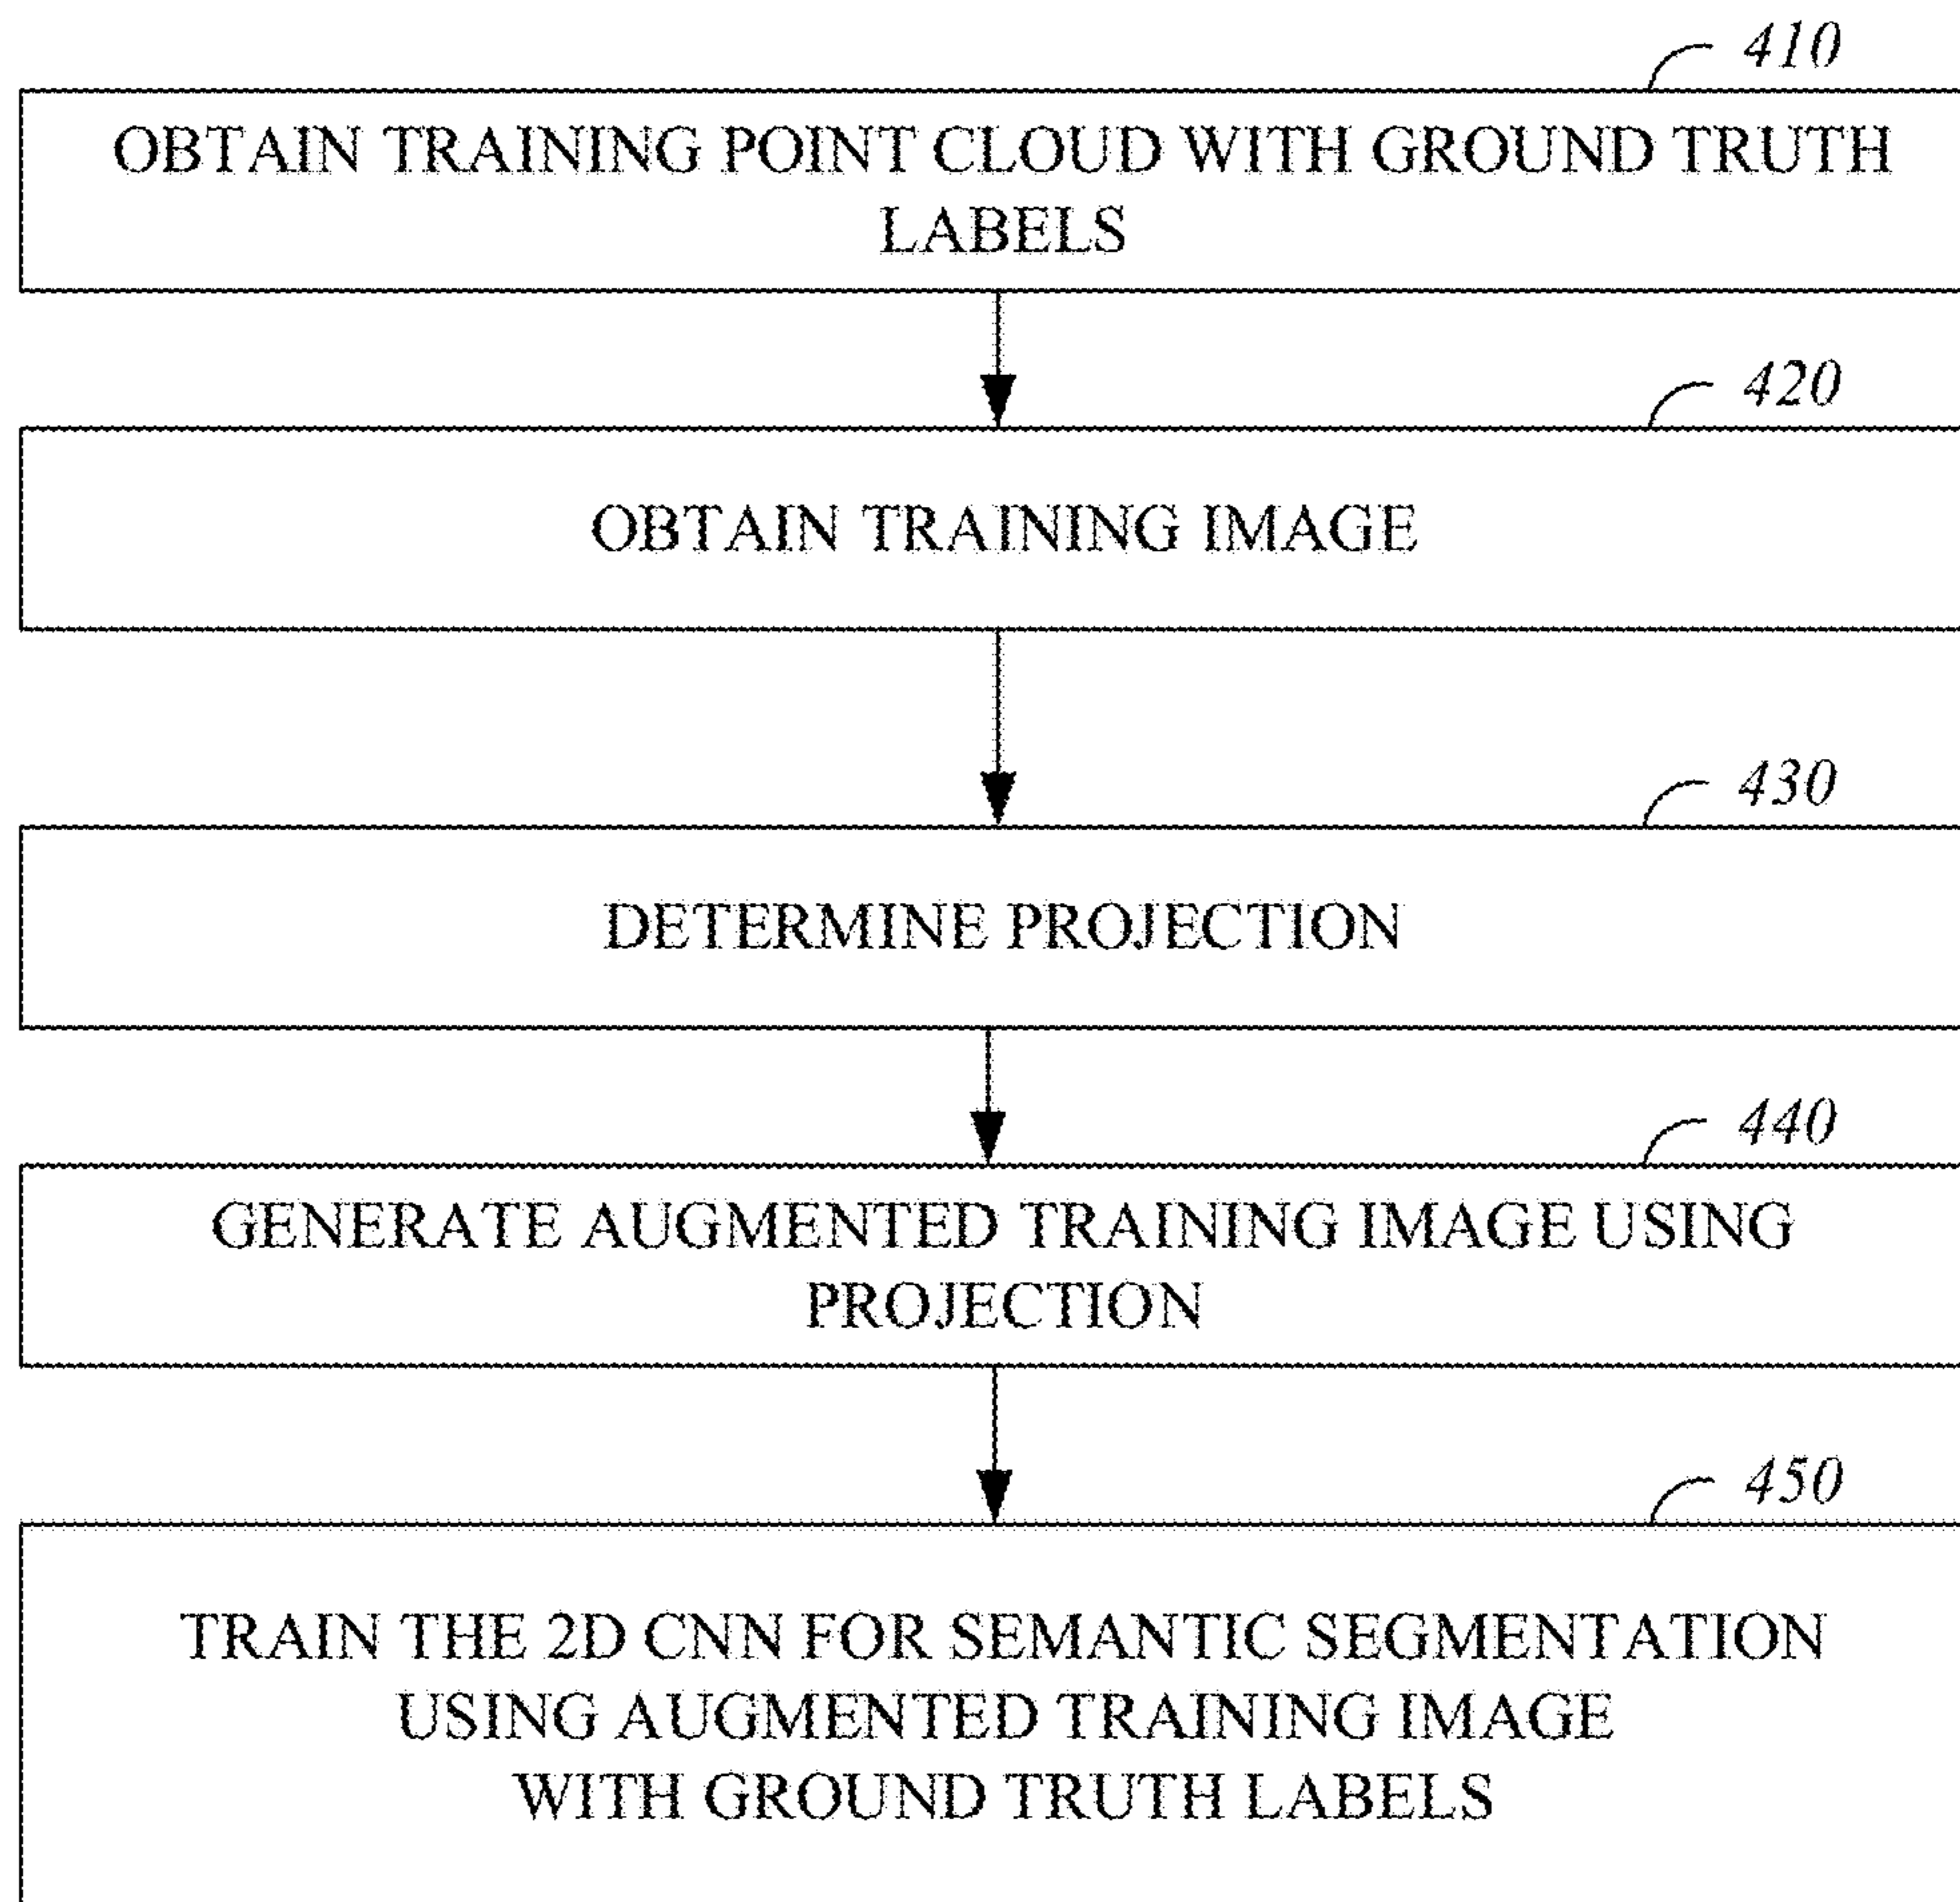 410
OBTAIN TRAINING POINT CLOUD WITH GROUND TRUTH
LABELS
420
OBTAIN TRAINING IMAGE
430
DETERMINE PROJECTION
440
GENERATE AUGMENTED TRAINING IMAGE USING
PROJECTION
450
TRAIN THE 2D CNN FOR SEMANTIC SEGMENTATION
USING AUGMENTED TRAINING IMAGE
WITH GROUND TRUTH LABELS